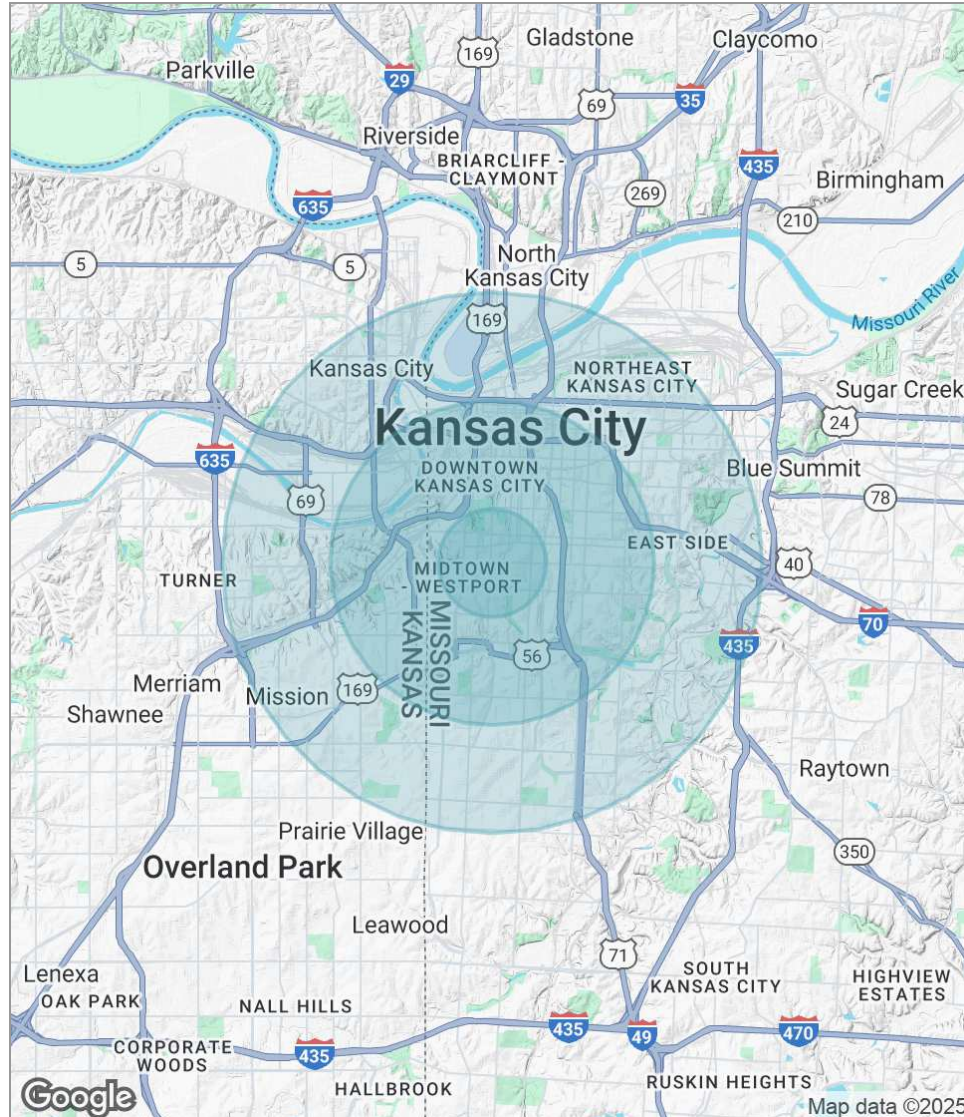 Gladstone
Claycomo
169
Parkville
29
69
35
Riverside
BRIARCLIFF -
CLAYMONT
435
269
Birmingham
635
210
5
5
North
Kansas City
Missouri River
169
Kansas City
NORTHEAST
KANSAS CITY
Sugar Creek
Kansas City
24
635
DOWNTOWN
KANSAS CITY
Blue Summit
69
78
EAST SIDE
40
TURNER
MIDTOWN
- WESTPORT
70
MISSOURI
KANSAS
435
56
Merriam
Mission
169
Shawnee
Raytown
Prairie Village
350
Overland Park
Leawood
71
Lenexa
SOUTH
KANSAS CITY
HIGHVIEW
ESTATES
OAK PARK
NALL HILLS
435
49
470
CORPORATE
WOODS
435
HALLBROOK
RUSKIN HEIGHTS
Google
Map data ©2025